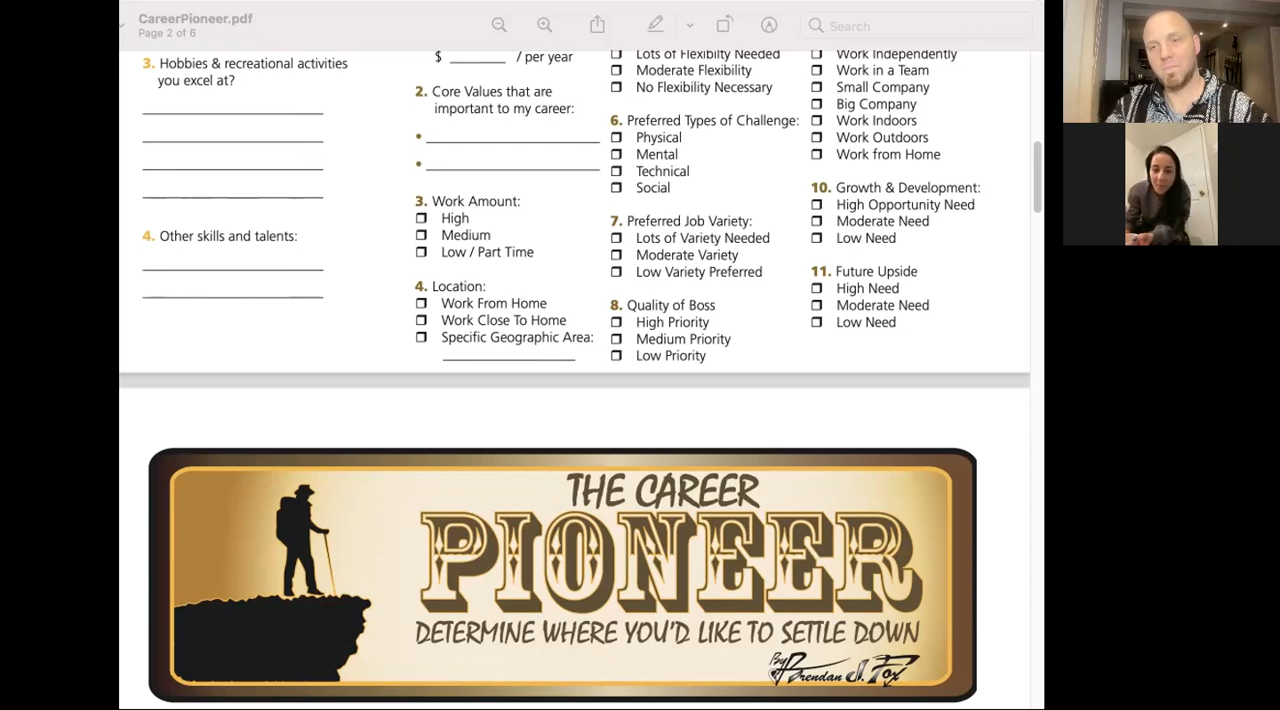 CareerPioneer.pdf
Page 2 of 6
Search
3. Hobbies & recreational activities
you excel at?
4. Other skills and talents:
$ / per year
2. Core Values that are
important to my career:
3. Work Amount:
High
Medium
Low / Part Time
4. Location:
Work From Home
Work Close To Home
Specific Geographic Area:
Lots of Flexibilty Needed
Moderate Flexibility
No Flexibility Necessary
6. Preferred Types of Challenge:
Physical
Mental
Technical
Social
7. Preferred Job Variety:
Lots of Variety Needed
Moderate Variety
Low Variety Preferred
8. Quality of Boss
High Priority
Medium Priority
Low Priority
Work Independently
Work in a Team
Small Company
Big Company
Work Indoors
Work Outdoors
Work from Home
10. Growth & Development:
High Opportunity Need
Moderate Need
Low Need
11. Future Upside
High Need
Moderate Need
Low Need
THE CAREER
PIONEER
DETERMINE WHERE YOU'D LIKE TO SETTLE DOWN
By Brendan J. Fox